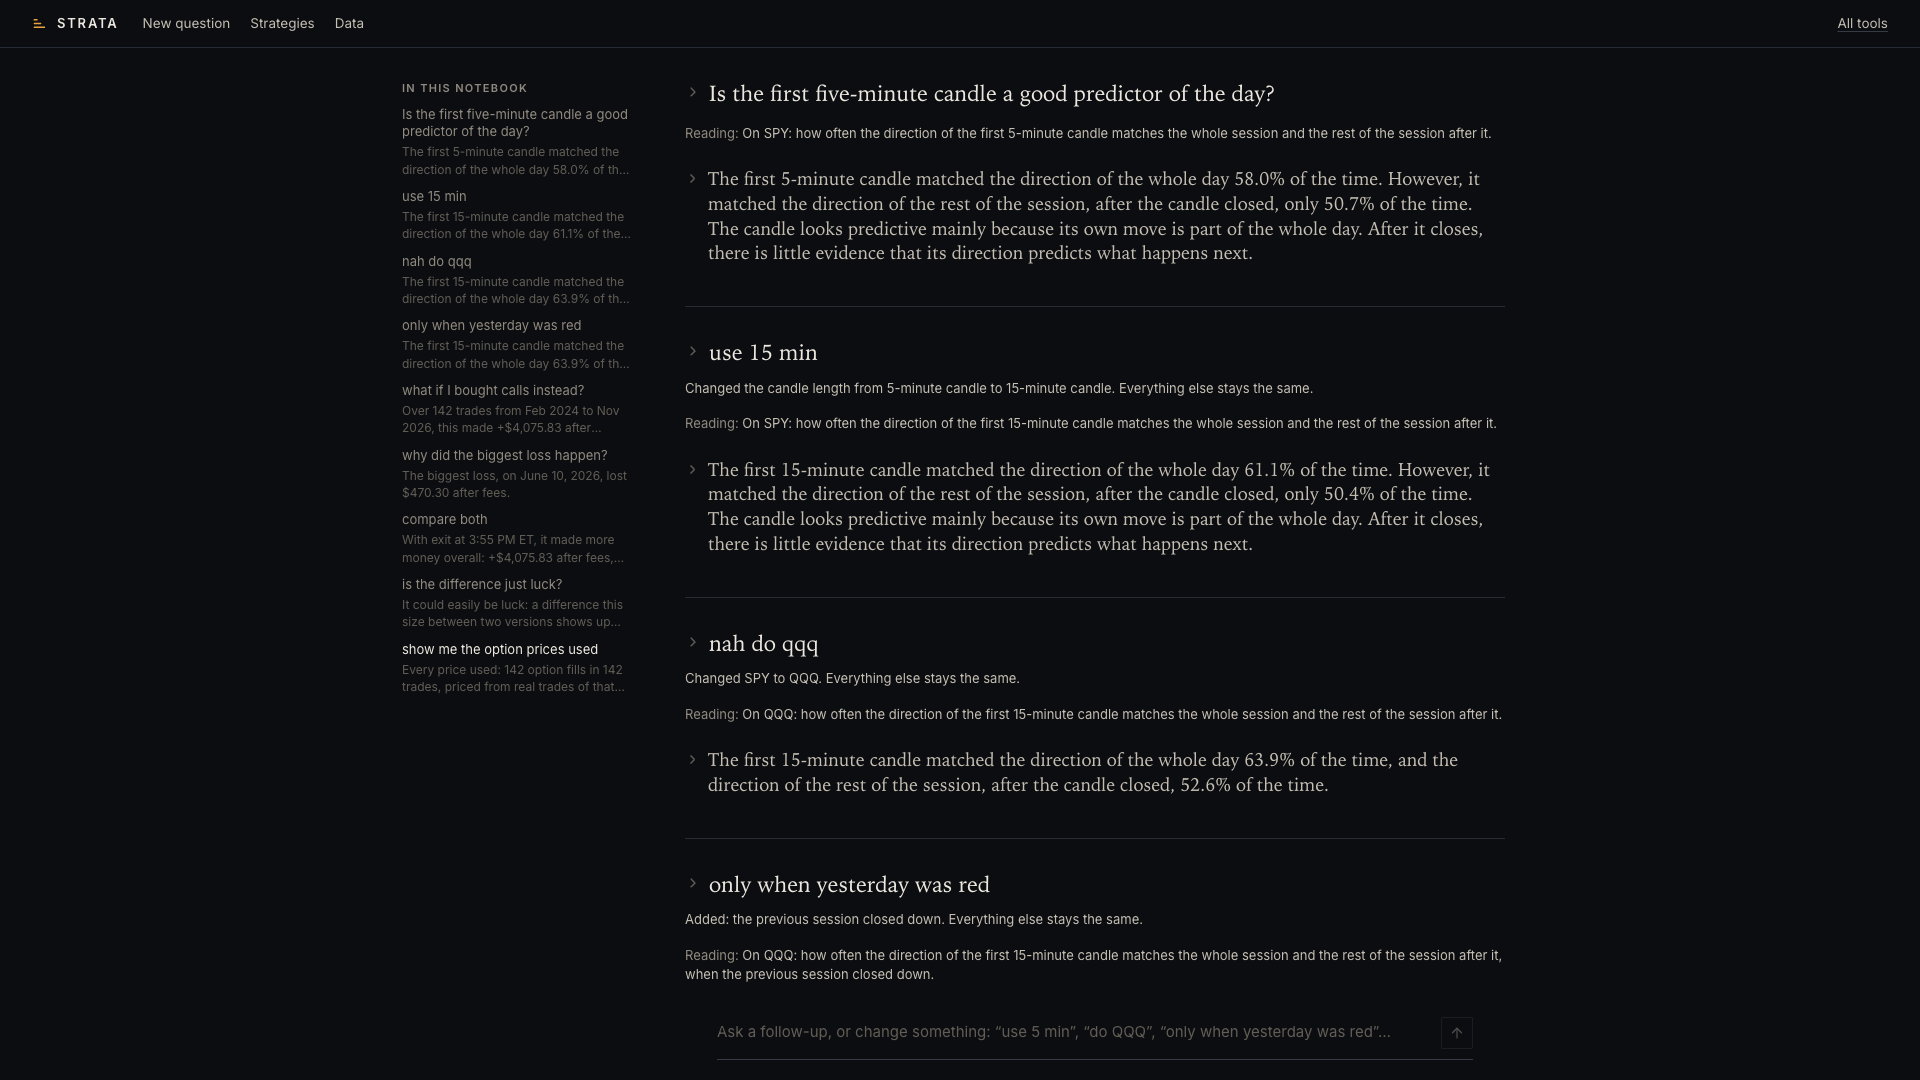 STRATA
New question
Strategies
Data
All tools
IN THIS NOTEBOOK
Is the first five-minute candle a good
predictor of the day?
The first 5-minute candle matched the
direction of the whole day 58.0% of th…
use 15 min
The first 15-minute candle matched the
direction of the whole day 61.1% of the…
nah do qqq
The first 15-minute candle matched the
direction of the whole day 63.9% of th…
only when yesterday was red
The first 15-minute candle matched the
direction of the whole day 63.9% of th…
what if I bought calls instead?
Over 142 trades from Feb 2024 to Nov
2026, this made +$4,075.83 after…
why did the biggest loss happen?
The biggest loss, on June 10, 2026, lost
$470.30 after fees.
compare both
With exit at 3:55 PM ET, it made more
money overall: +$4,075.83 after fees,…
is the difference just luck?
It could easily be luck: a difference this
size between two versions shows up…
show me the option prices used
Every price used: 142 option fills in 142
trades, priced from real trades of that…
Is the first five-minute candle a good predictor of the day?
Reading: On SPY: how often the direction of the first 5-minute candle matches the whole session and the rest of the session after it.
The first 5-minute candle matched the direction of the whole day 58.0% of the time. However, it
matched the direction of the rest of the session, after the candle closed, only 50.7% of the time.
The candle looks predictive mainly because its own move is part of the whole day. After it closes,
there is little evidence that its direction predicts what happens next.
use 15 min
Changed the candle length from 5-minute candle to 15-minute candle. Everything else stays the same.
Reading: On SPY: how often the direction of the first 15-minute candle matches the whole session and the rest of the session after it.
The first 15-minute candle matched the direction of the whole day 61.1% of the time. However, it
matched the direction of the rest of the session, after the candle closed, only 50.4% of the time.
The candle looks predictive mainly because its own move is part of the whole day. After it closes,
there is little evidence that its direction predicts what happens next.
nah do qqq
Changed SPY to QQQ. Everything else stays the same.
Reading: On QQQ: how often the direction of the first 15-minute candle matches the whole session and the rest of the session after it.
The first 15-minute candle matched the direction of the whole day 63.9% of the time, and the
direction of the rest of the session, after the candle closed, 52.6% of the time.
only when yesterday was red
Added: the previous session closed down. Everything else stays the same.
Reading: On QQQ: how often the direction of the first 15-minute candle matches the whole session and the rest of the session after it,
when the previous session closed down.
Ask a follow-up, or change something: “use 5 min”, “do QQQ”, “only when yesterday was red”…